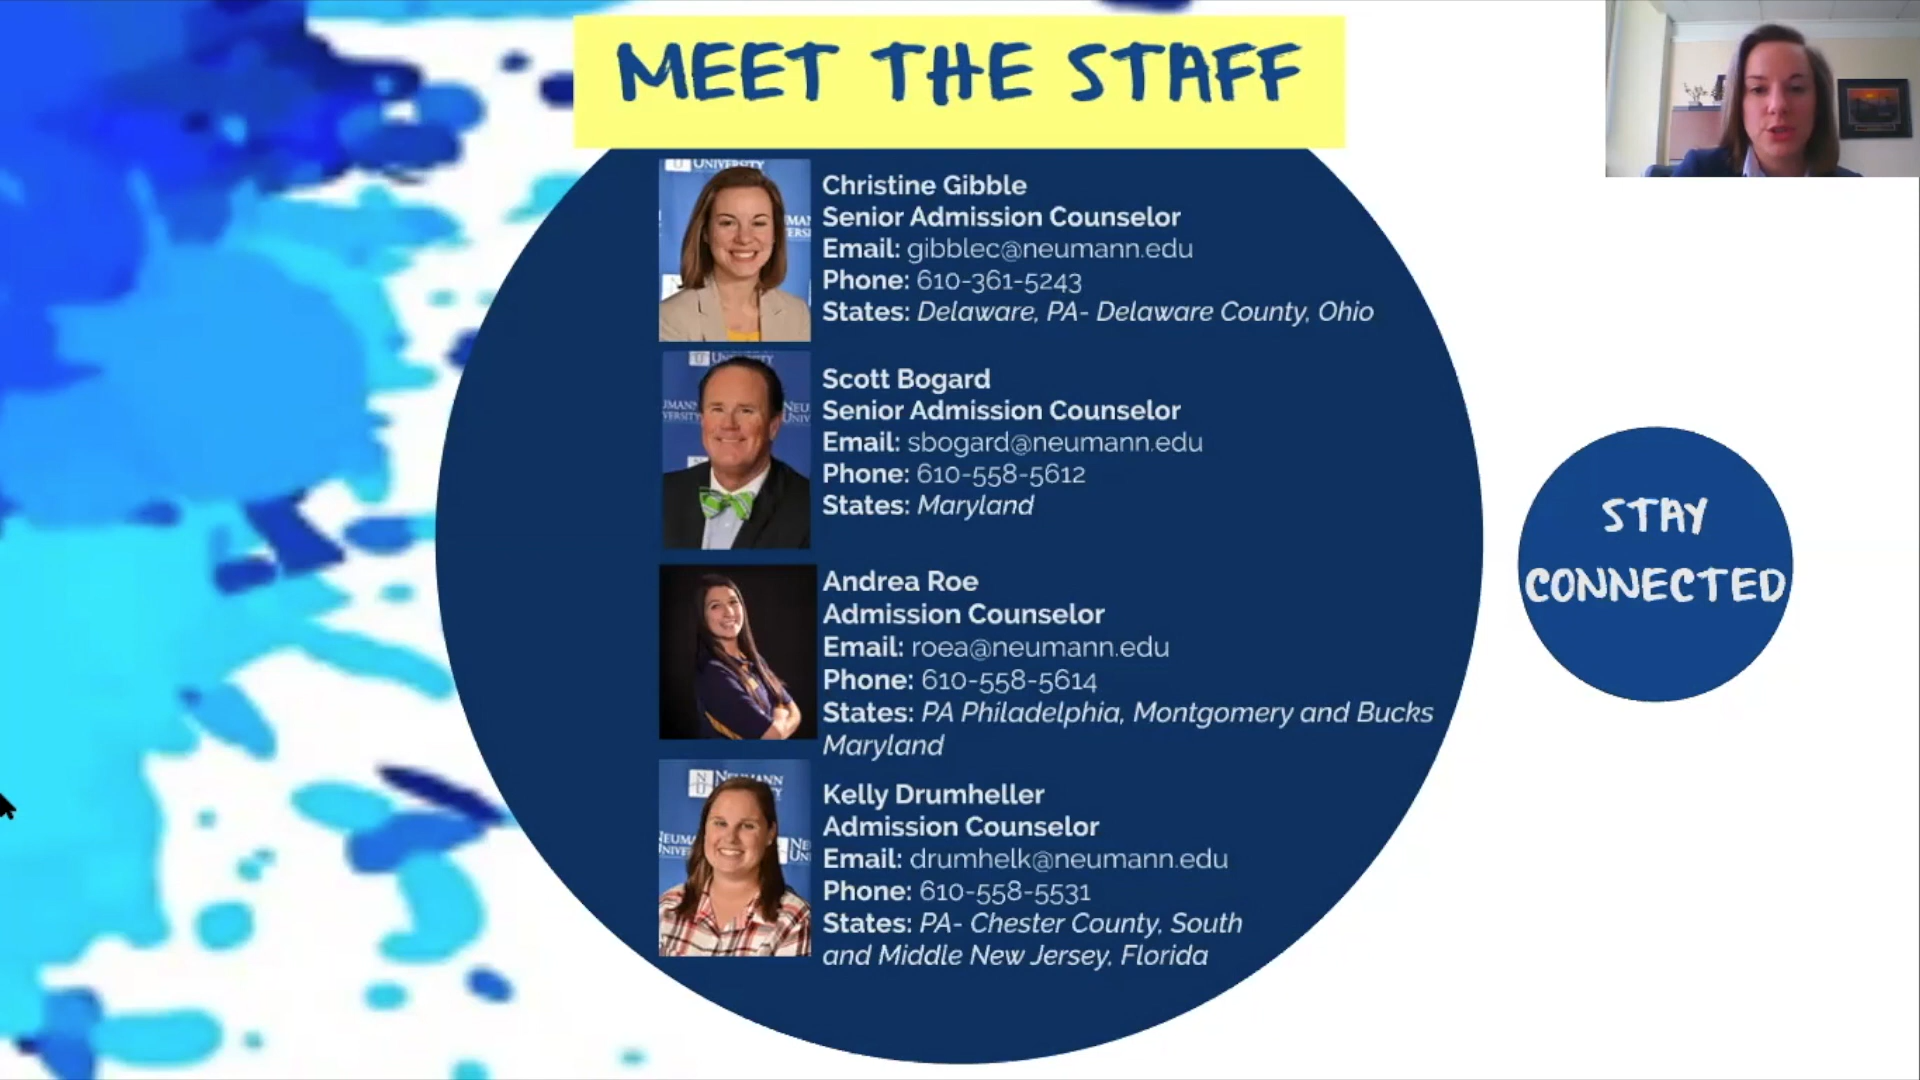 MEET THE STAFF
UNIVERSITY
Christine Gibble
Senior Admission Counselor
Email: gibblec@neumann.edu
Phone: 610-361-5243
States: Delaware, PA- Delaware County, Ohio
Scott Bogard
Senior Admission Counselor
Email: sbogard@neumann.edu
Phone: 610-558-5612
States: Maryland
STAY
CONNECTED
Andrea Roe
Admission Counselor
Email: roea@neumann.edu
Phone: 610-558-5614
States: PA Philadelphia, Montgomery and Bucks
Maryland
NEUMANN
Kelly Drumheller
Admission Counselor
Email: drumhelk@neumann.edu
Phone: 610-558-5531
States: PA- Chester County, South
and Middle New Jersey, Florida